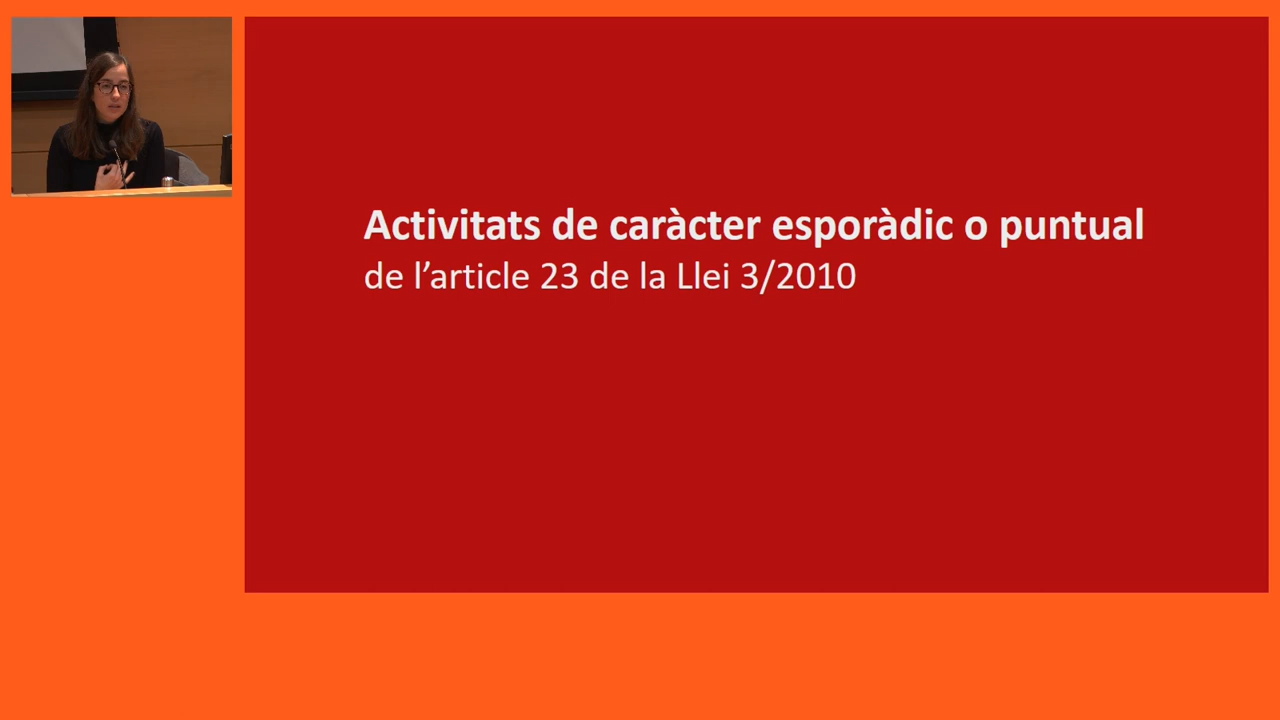 Activitats de caràcter esporàdic o puntual
de l’article 23 de la Llei 3/2010